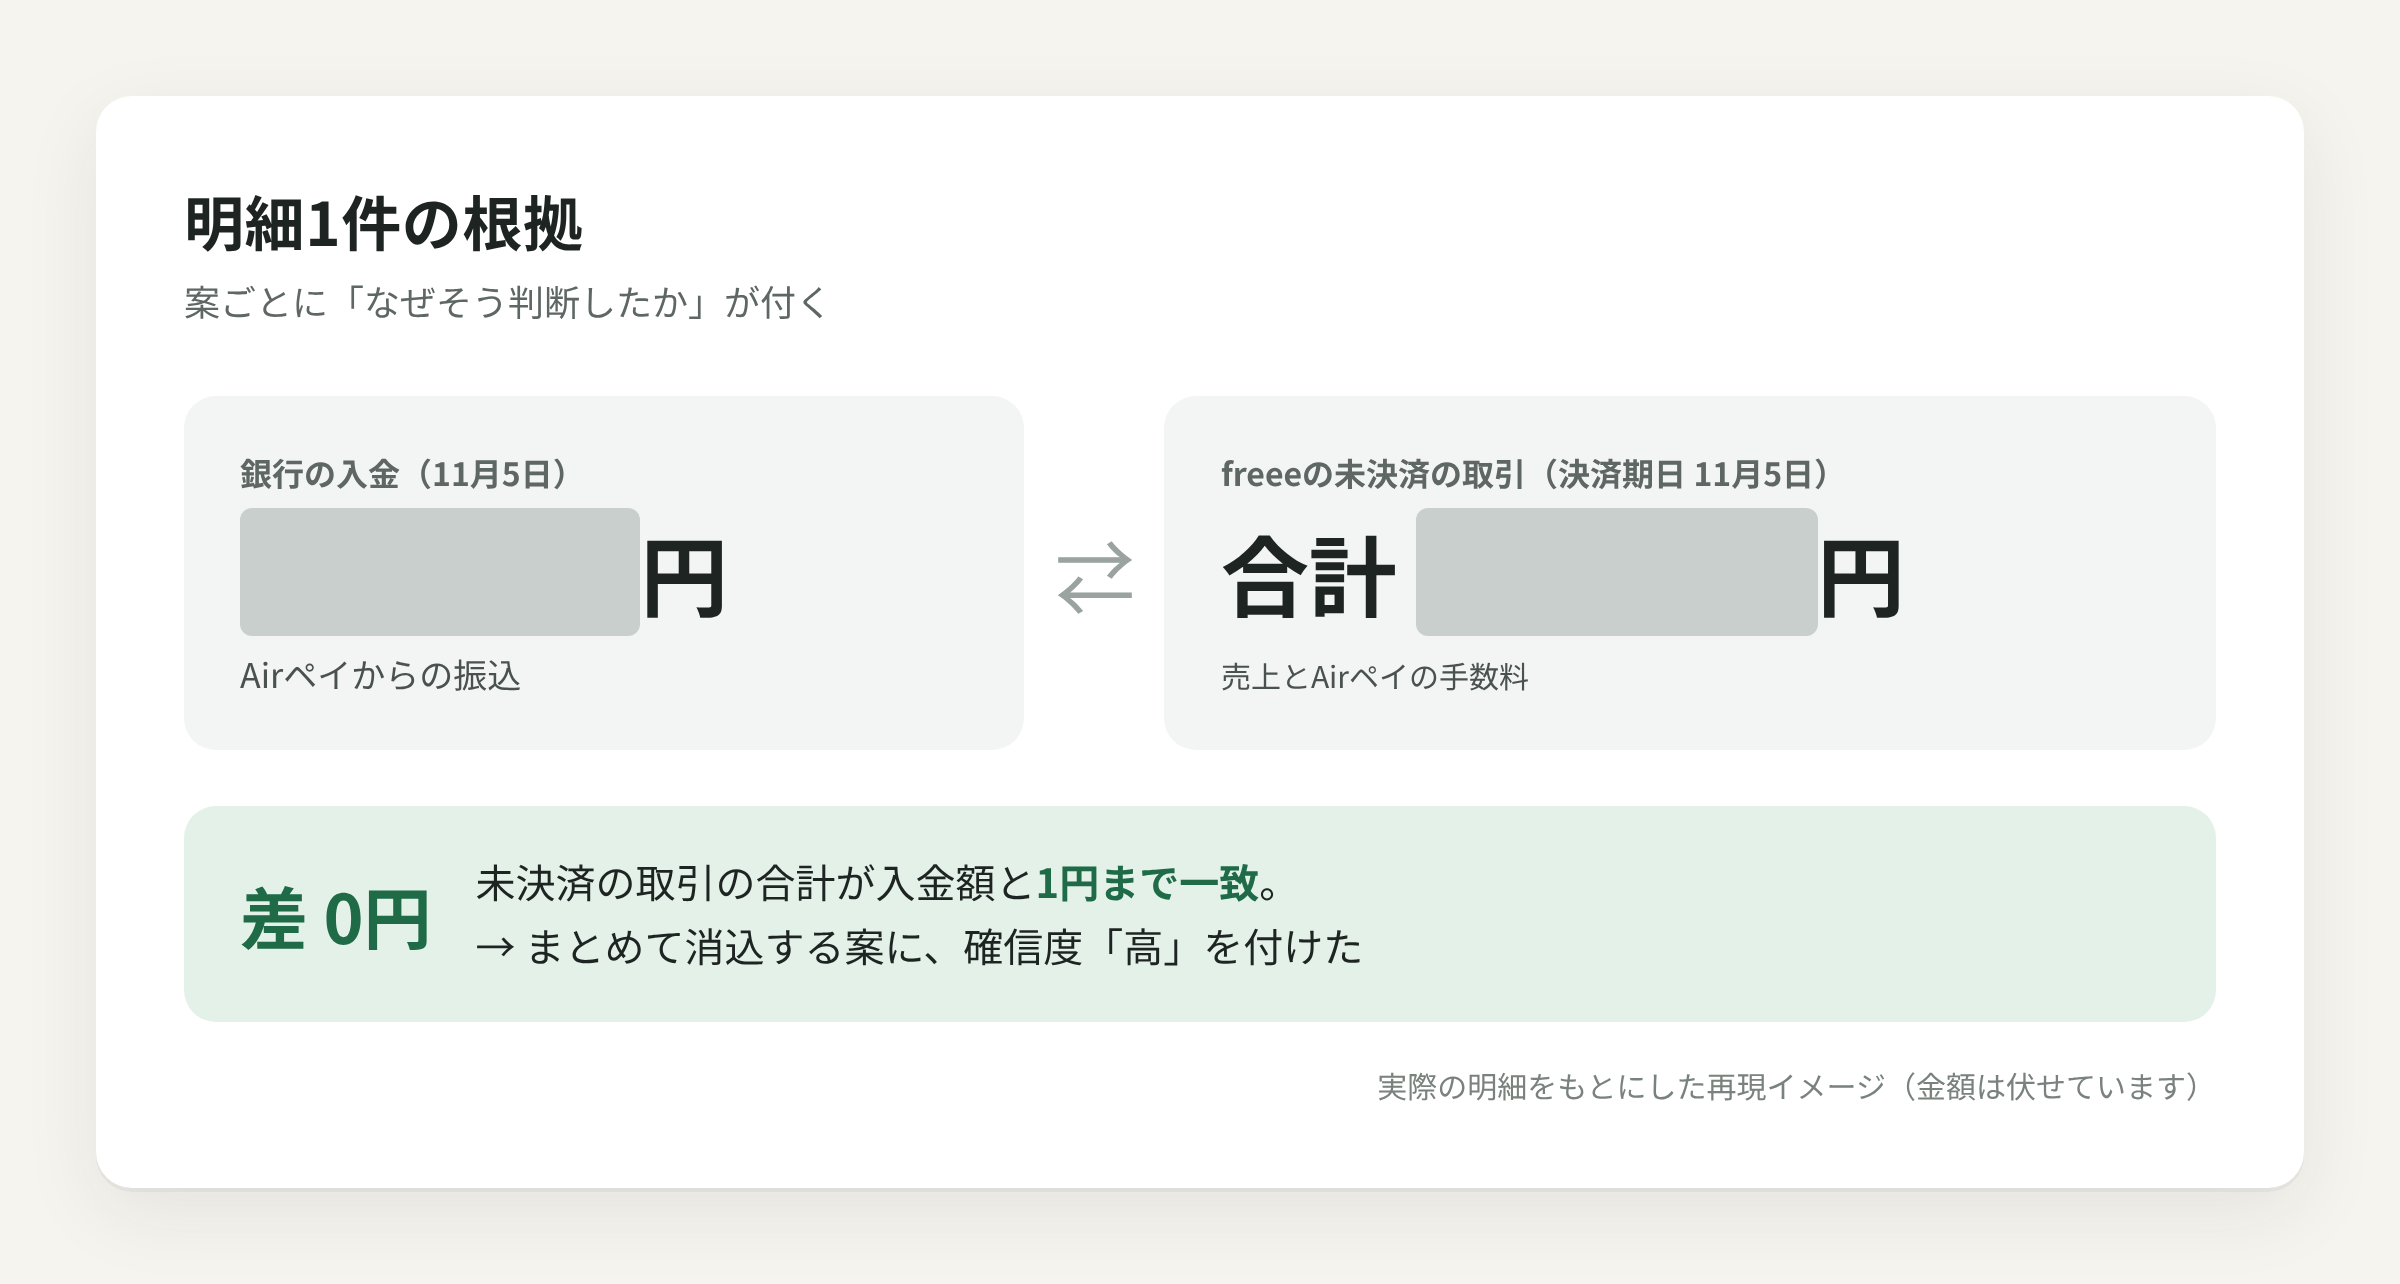 明細1件の根拠
案ごとに「なぜそう判断したか」が付く
銀行の入金（11月5日）
円
Airペイからの振込
⇄
freeeの未決済の取引（決済期日 11月5日）
合計 円
売上とAirペイの手数料
差 0円
未決済の取引の合計が入金額と1円まで一致。
→ まとめて消込する案に、確信度「高」を付けた
実際の明細をもとにした再現イメージ（金額は伏せています）